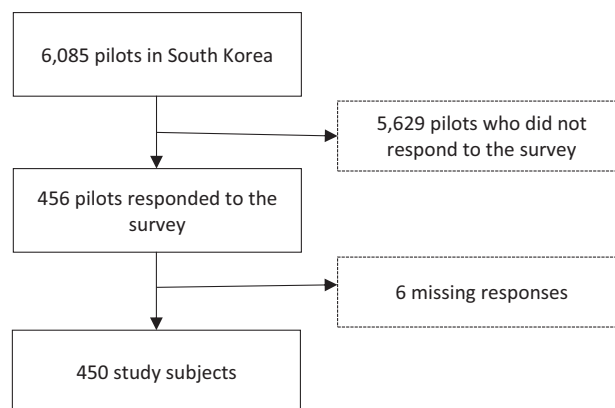 6,085 pilots in South Korea
5,629 pilots who did not
respond to the survey
456 pilots responded to the
survey
6 missing responses
450 study subjects